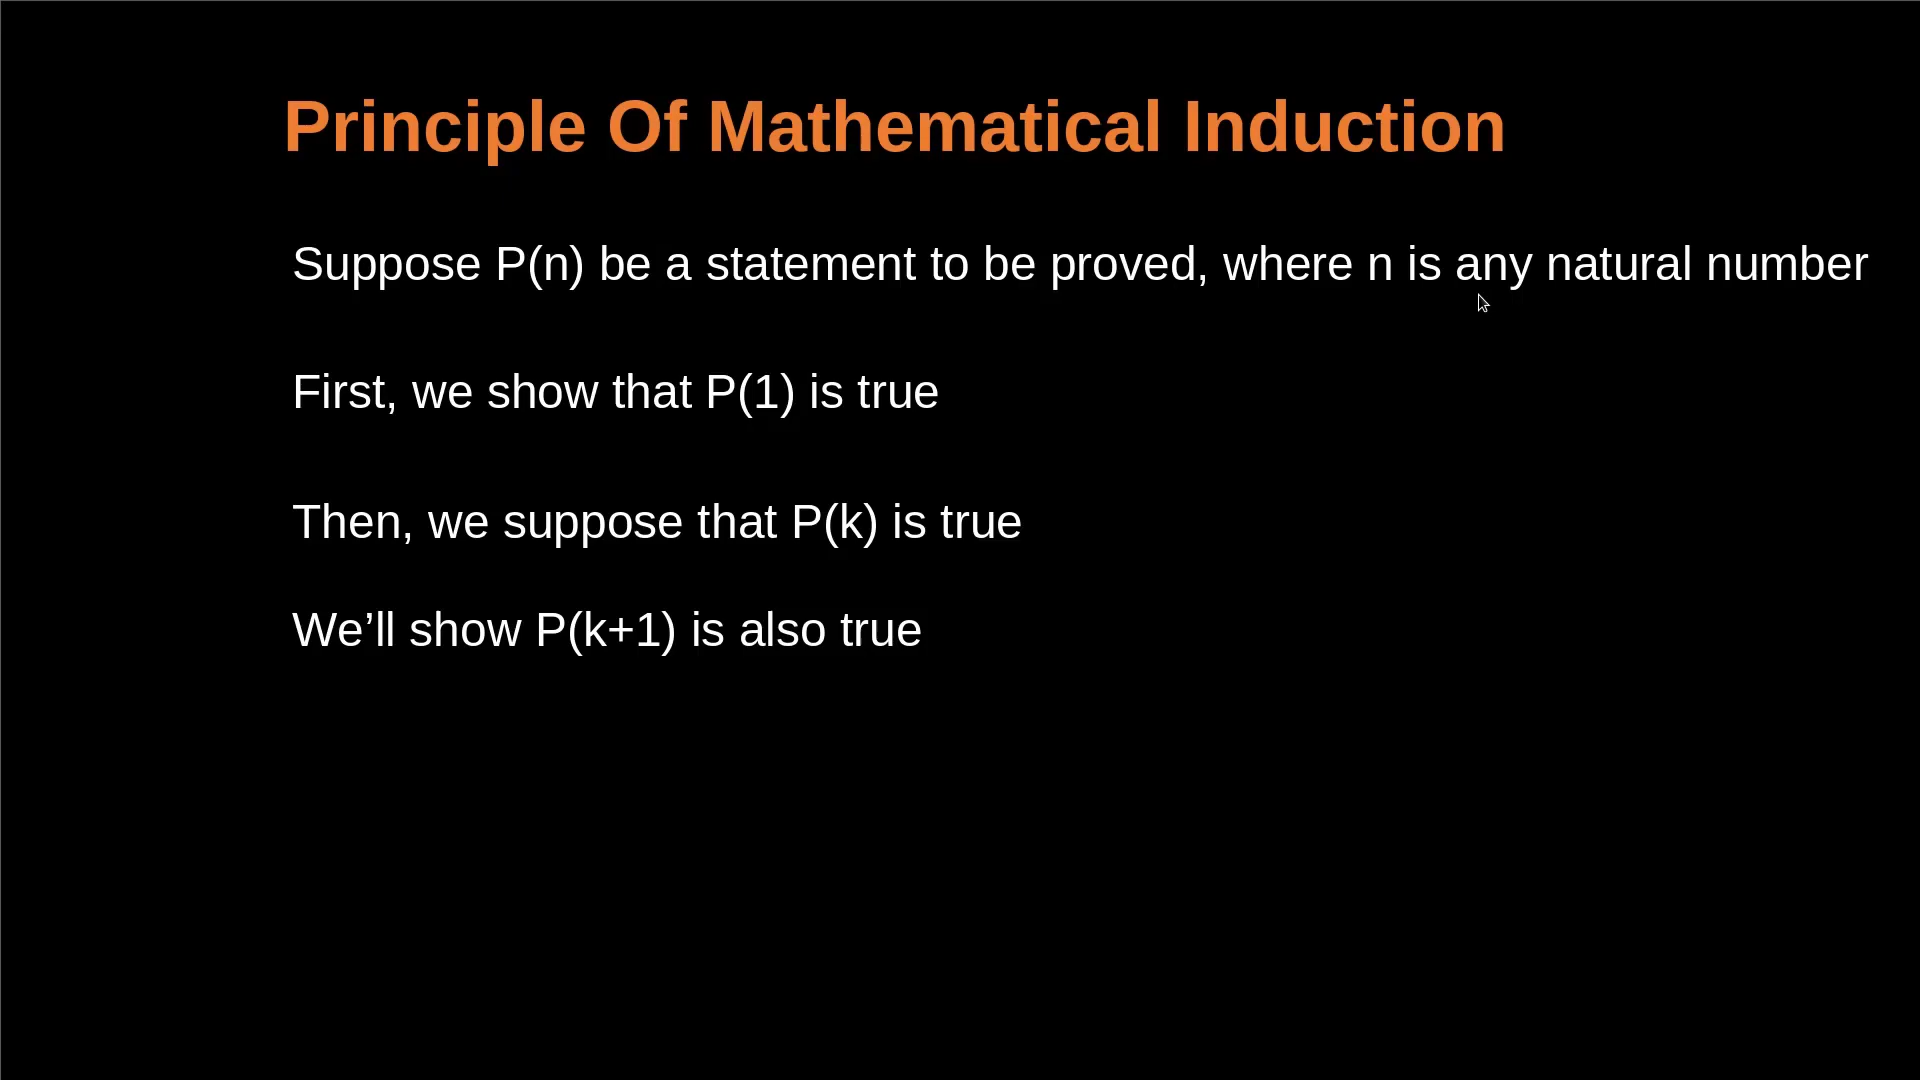 Principle Of Mathematical Induction
Suppose P(n) be a statement to be proved, where n is any natural number
First, we show that P(1) is true
Then, we suppose that P(k) is true
We’ll show P(k+1) is also true